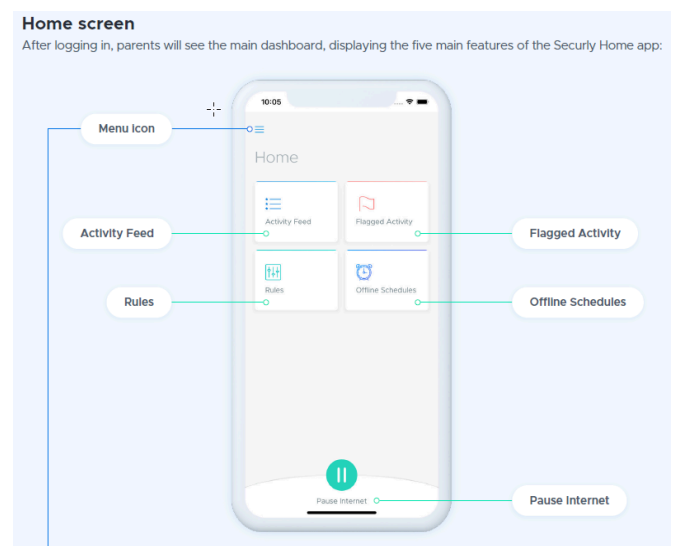 Home screen
After logging in, parents will see the main dashboard, displaying the five main features of the Securly Home app:
10:05
Menu Icon
Home
Activity Feed
Flagged Activity
Activity Feed
Flagged Activity
Rules
Offline Schedules
Rules
Offline Schedules
Pause Internet
Pause Internet